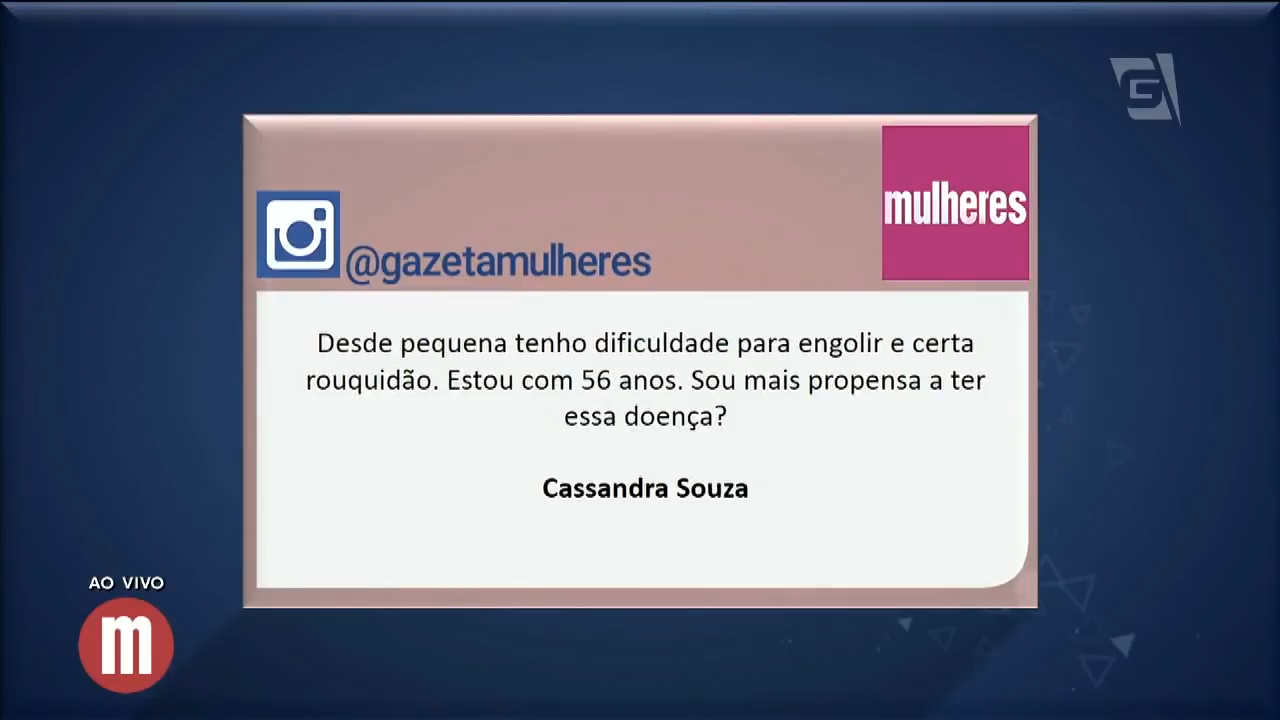 mulheres
@gazetamulheres
Desde pequena tenho dificuldade para engolir e certa
rouquidão. Estou com 56 anos. Sou mais propensa a ter
essa doença?
Cassandra Souza
AO VIVO
m